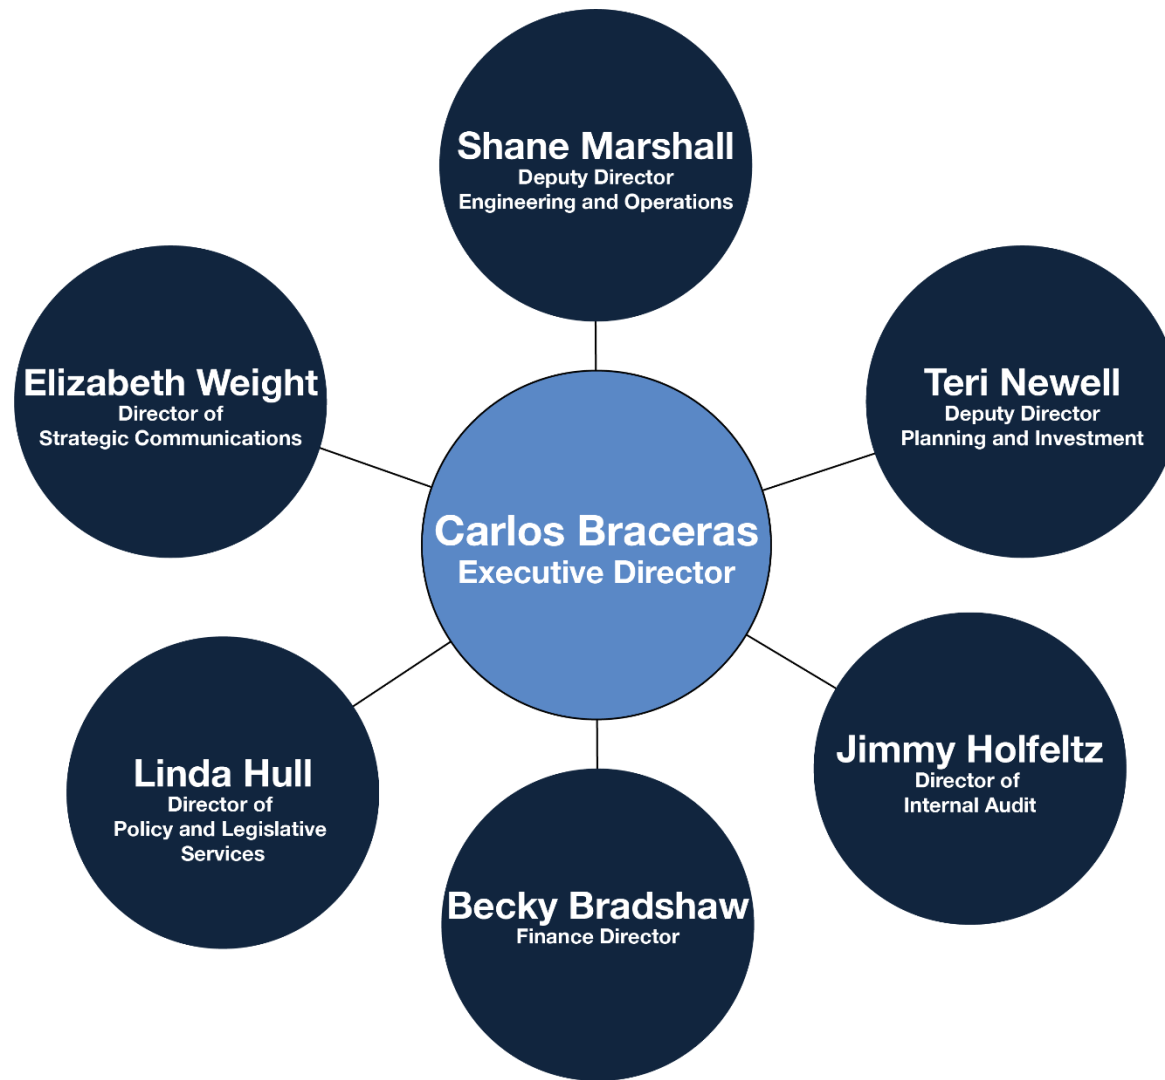 Shane Marshall
Deputy Director
Engineering and Operations
Elizabeth Weight
Director of
Strategic Communications
Teri Newell
Deputy Director
Planning and Investment
Carlos Braceras
Executive Director
Linda Hull
Director of
Policy and Legislative
Services
Jimmy Holfeltz
Director of
Internal Audit
Becky Bradshaw
Finance Director